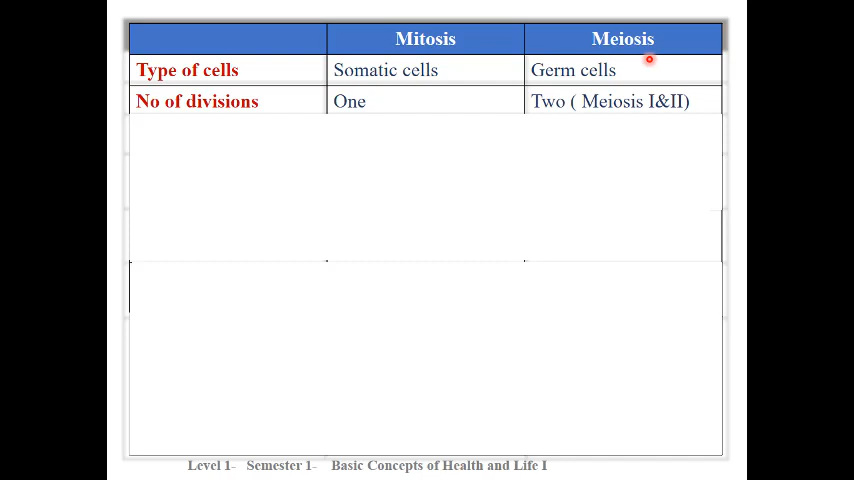 Mitosis Meiosis
Type of cells Somatic cells Germ cells
No of divisions One Two ( Meiosis I&II)
Level 1- Semester 1- Basic Concepts of Health and Life I